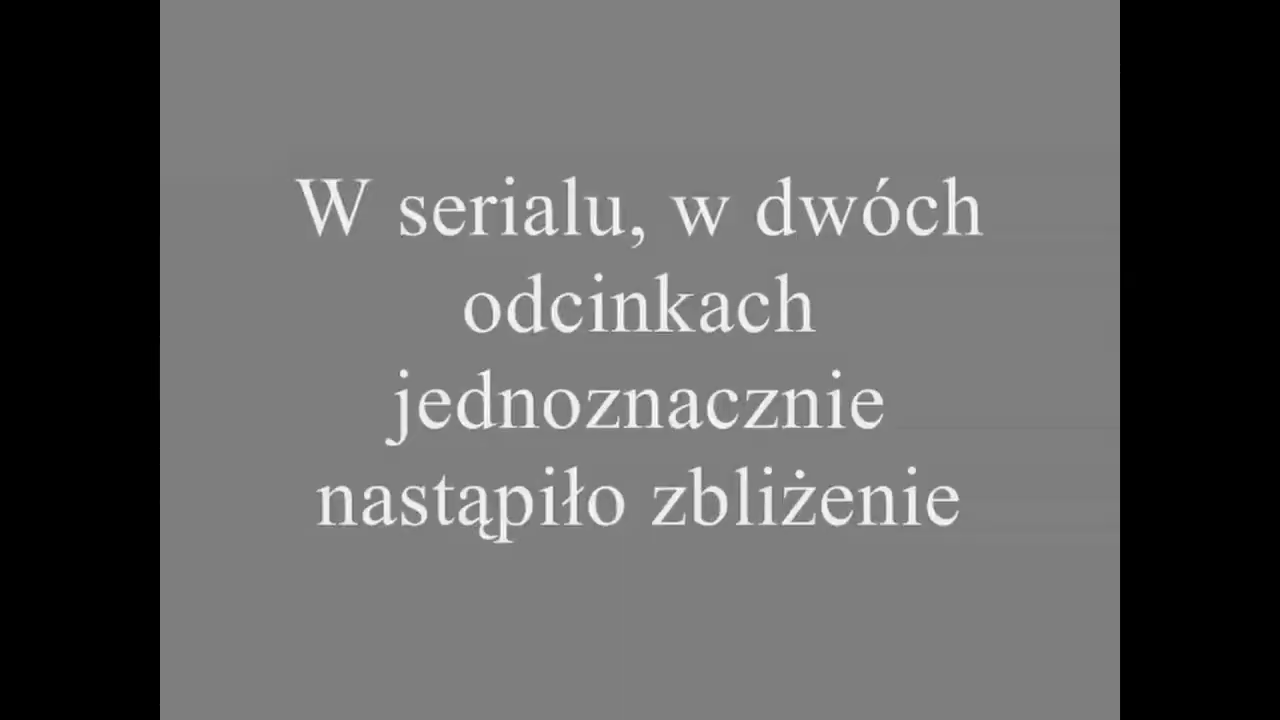 W serialu, w dwóch
odcinkach
jednoznacznie
nastąpiło zbliżenie